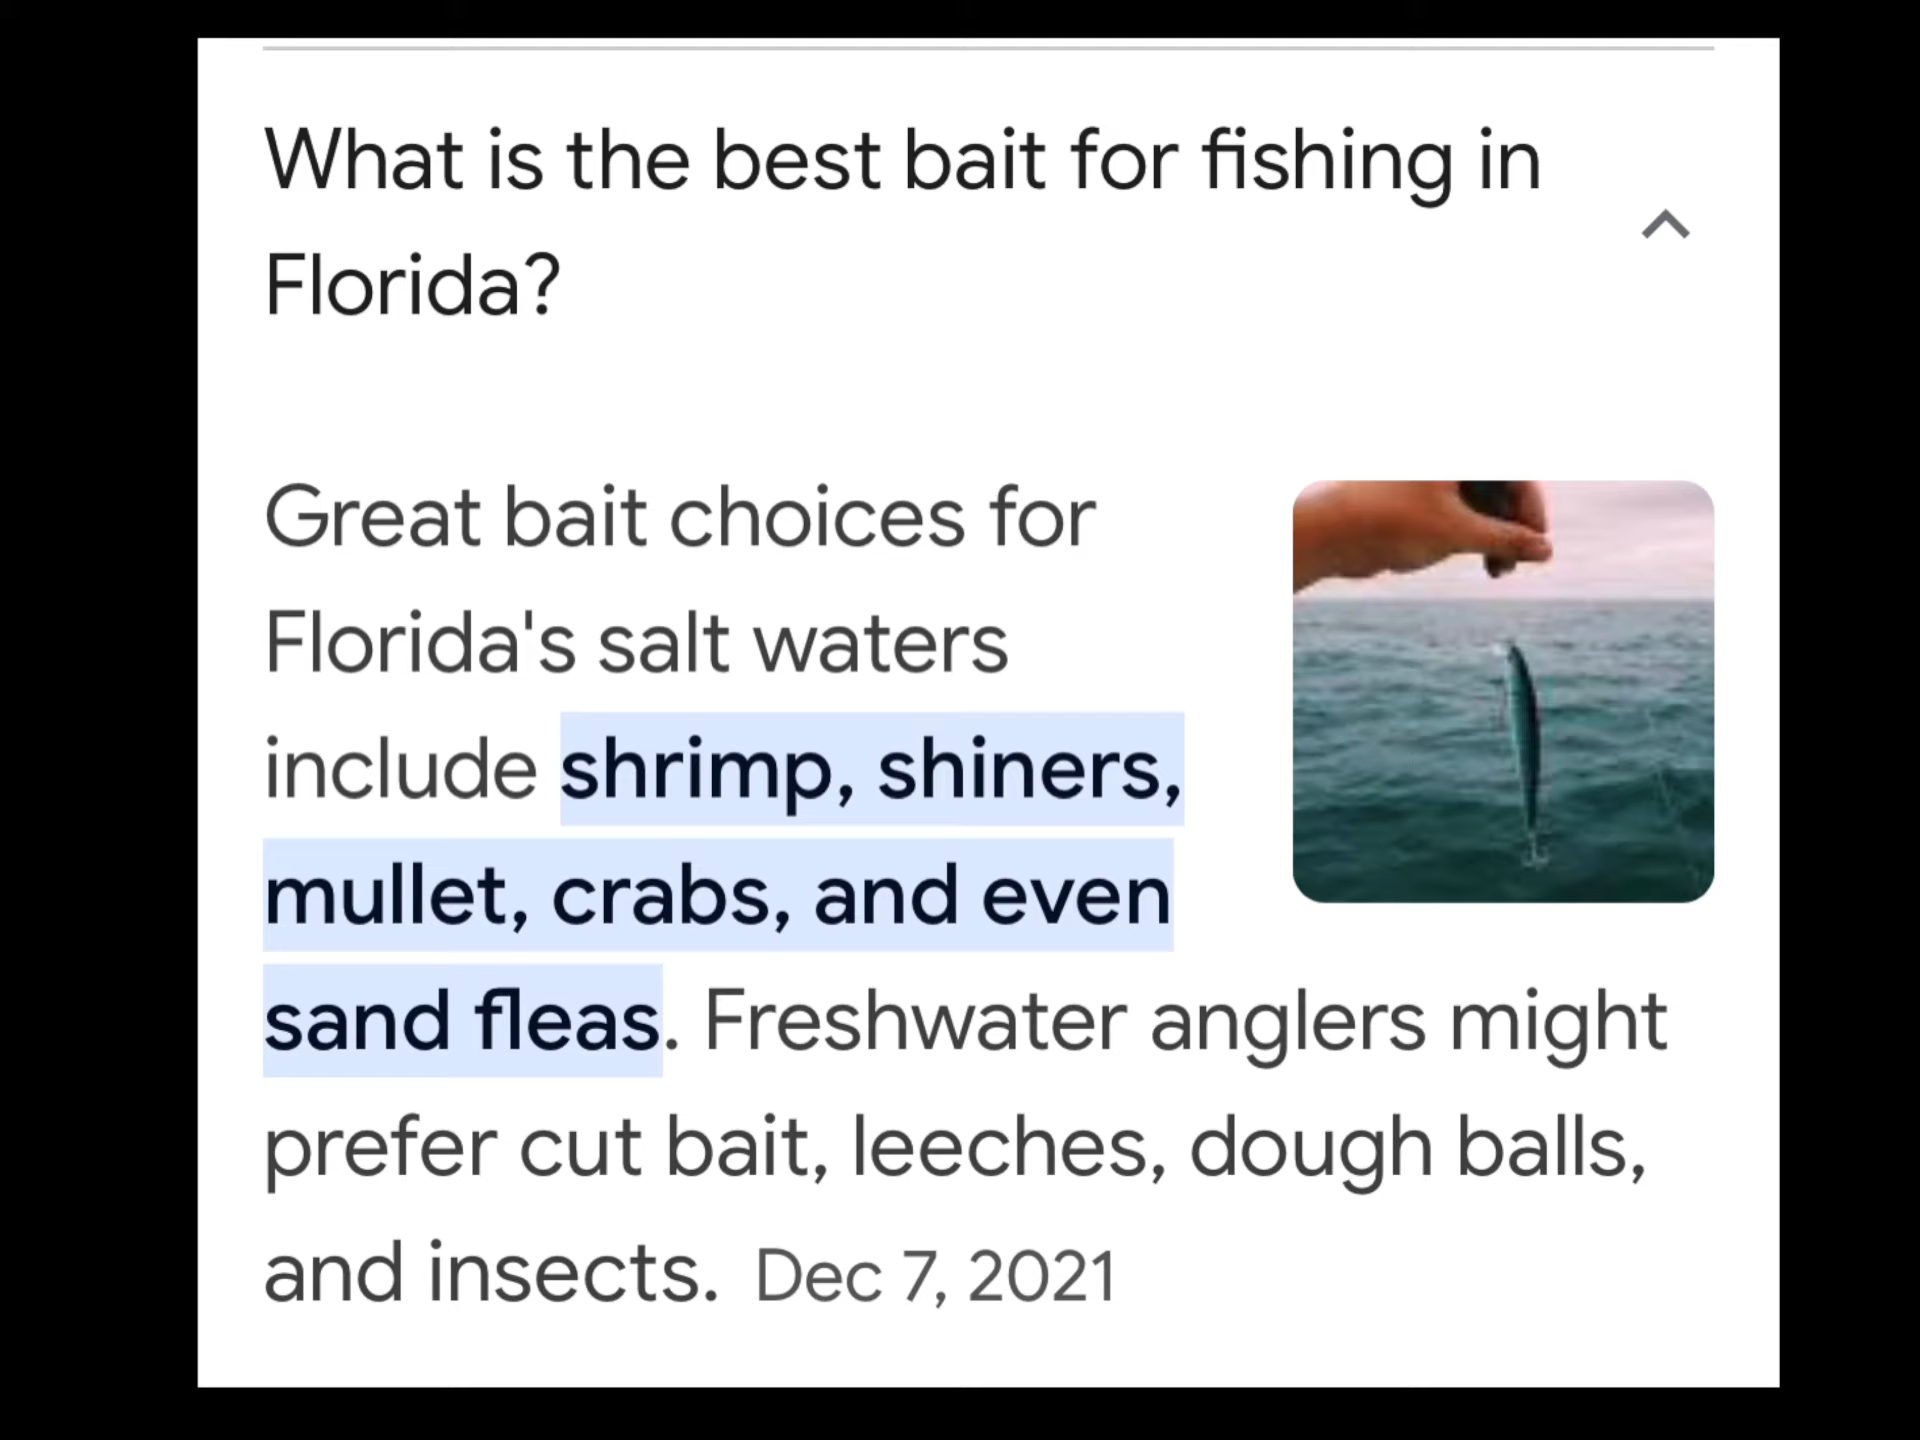 What is the best bait for fishing in
Florida?
Great bait choices for
Florida's salt waters
include shrimp, shiners,
mullet, crabs, and even
sand fleas. Freshwater anglers might
prefer cut bait, leeches, dough balls,
and insects. Dec 7, 2021